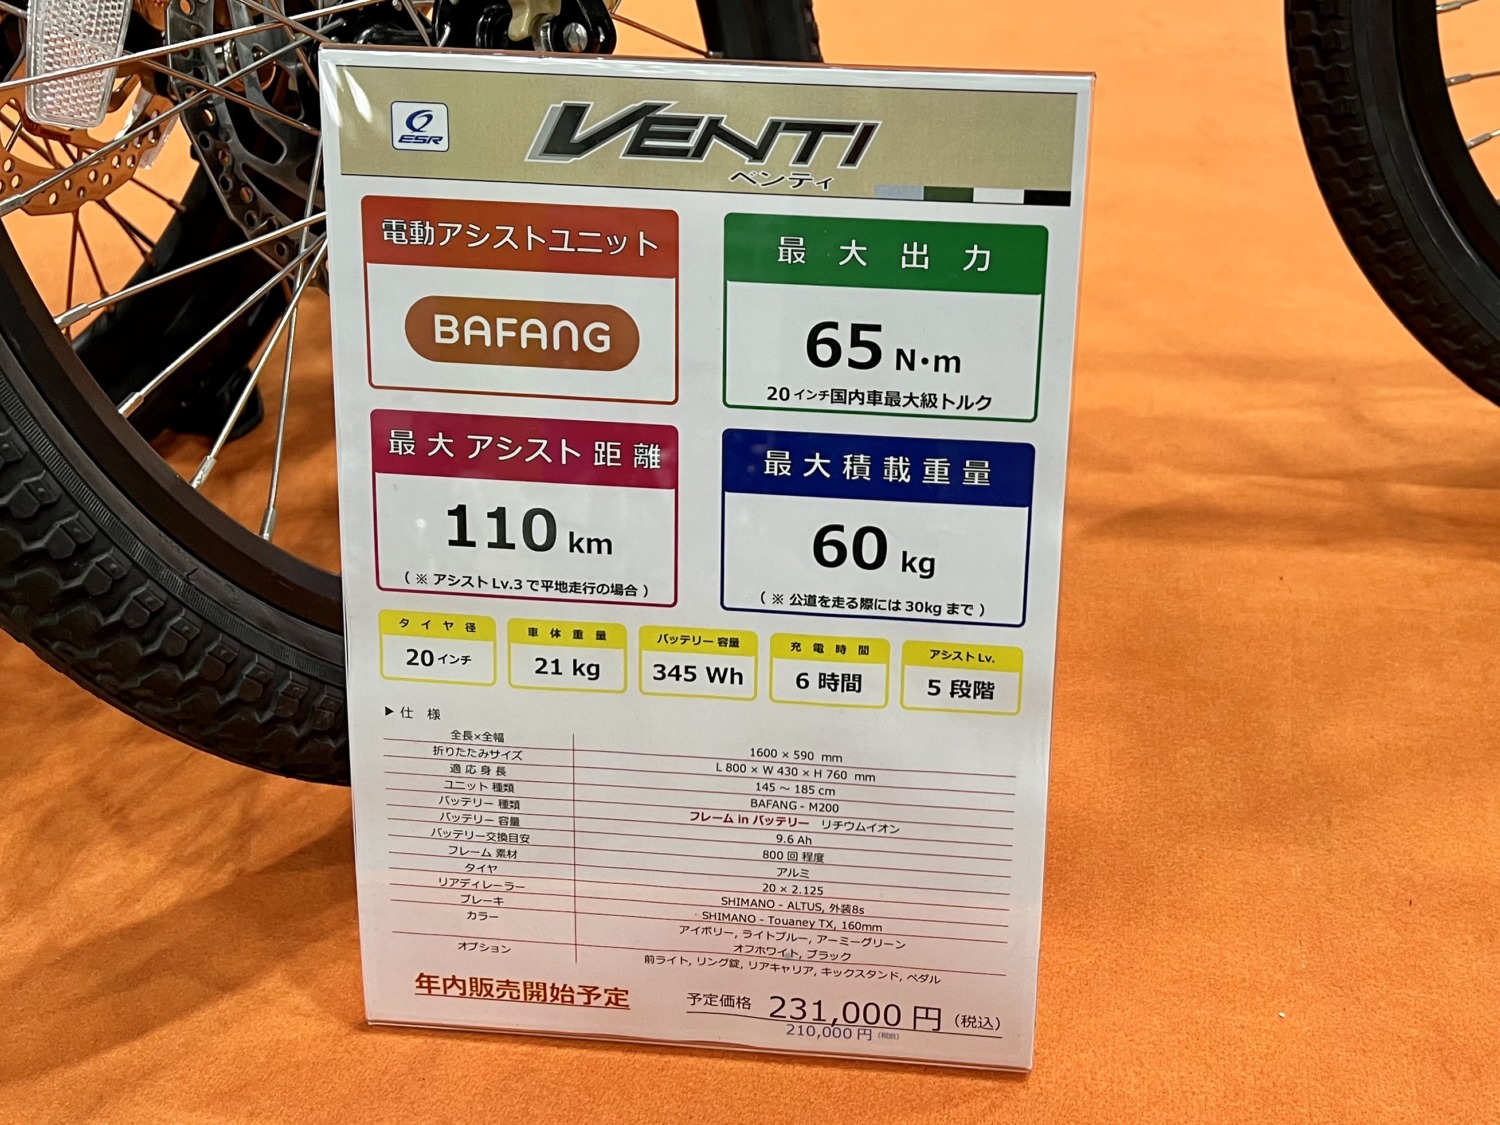 ESR
VENTI
ベンティ
電動アシストユニット
BAFANG
最大出力
65 N・m
20インチ国内車最大級トルク
最大アシスト距離
110 km
（※ アシスト Lv.3 で平地走行の場合）
最大積載重量
60 kg
（※ 公道を走る際には 30kg まで）
タイヤ径
20インチ
車体重量
21 kg
バッテリー容量
345 Wh
充電時間
6 時間
アシスト Lv.
5 段階
▶仕 様
全長×全幅 1600 × 590 mm
折りたたみサイズ L 800 × W 430 × H 760 mm
適応身長 145 ～ 185 cm
ユニット 種類 BAFANG - M200
バッテリー 種類 フレーム in バッテリー リチウムイオン
バッテリー 容量 9.6 Ah
バッテリー交換目安 800 回 程度
フレーム 素材 アルミ
タイヤ 20 × 2.125
リアディレーラー SHIMANO - ALTUS, 外装8s
ブレーキ SHIMANO - Touaney TX, 160mm
カラー アイボリー, ライトブルー, アーミーグリーン
オフホワイト, ブラック
オプション 前ライト, リング錠, リアキャリア, キックスタンド, ペダル
年内販売開始予定
予定価格 231,000 円（税込）
210,000 円